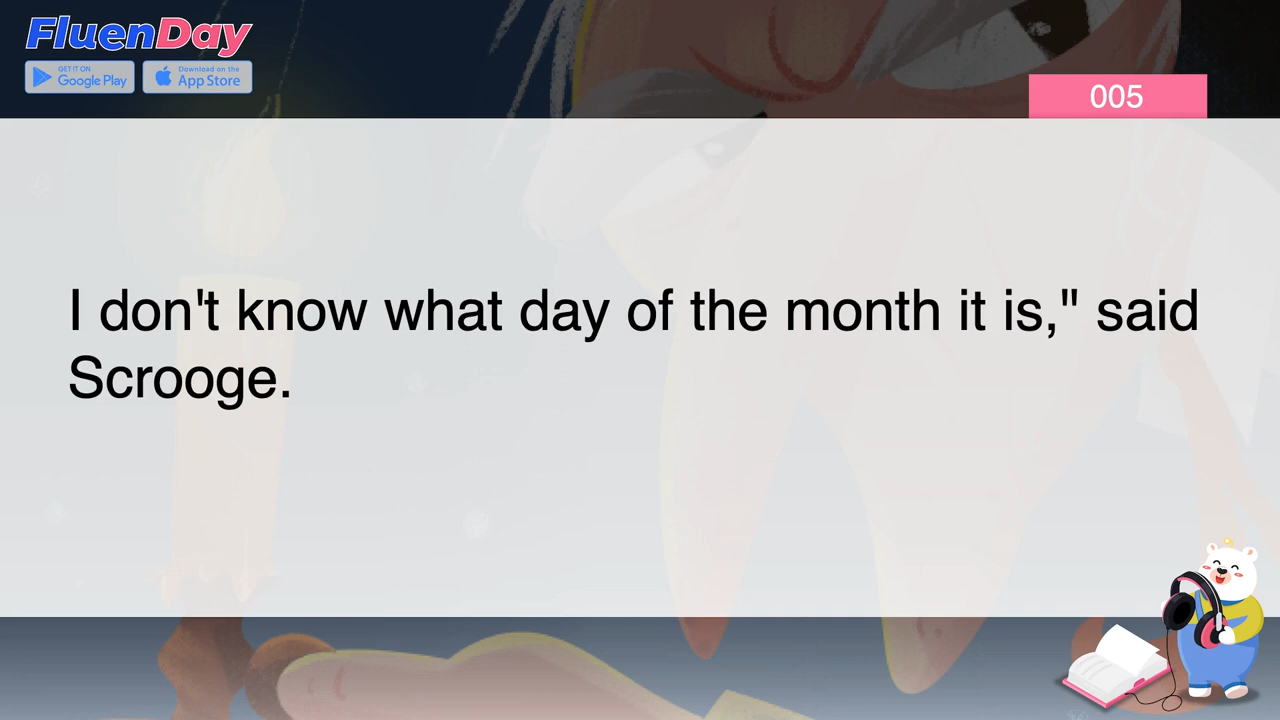 FluenDay
GET IT ON
Google Play
Download on the
App Store
005
I don't know what day of the month it is," said
Scrooge.